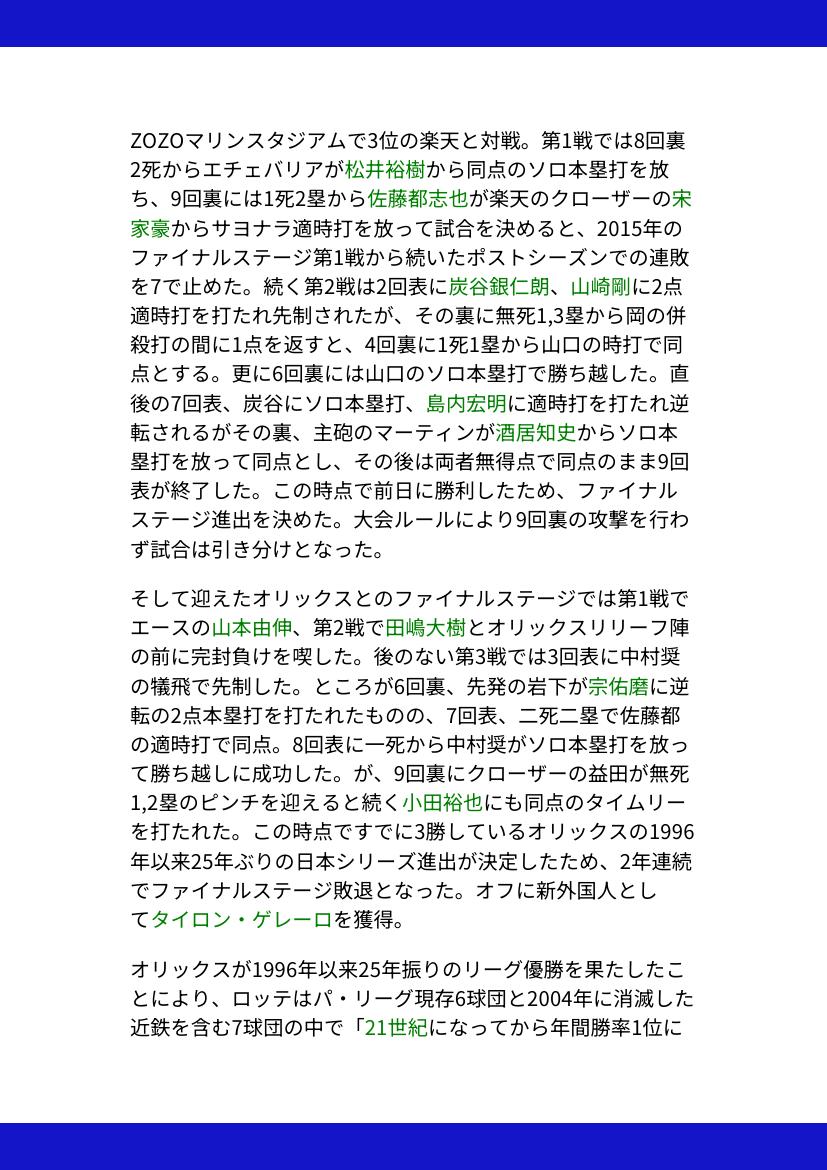 ZOZOマリンスタジアムで3位の楽天と対戦。第1戦では8回裏
2死からエチェバリアが松井裕樹から同点のソロ本塁打を放
ち、9回裏には1死2塁から佐藤都志也が楽天のクローザーの宋
家豪からサヨナラ適時打を放って試合を決めると、2015年の
ファイナルステージ第1戦から続いたポストシーズンでの連敗
を7で止めた。続く第2戦は2回表に炭谷銀仁朗、山崎剛に2点
適時打を打たれ先制されたが、その裏に無死1,3塁から岡の併
殺打の間に1点を返すと、4回裏に1死1塁から山口の時打で同
点とする。更に6回裏には山口のソロ本塁打で勝ち越した。直
後の7回表、炭谷にソロ本塁打、島内宏明に適時打を打たれ逆
転されるがその裏、主砲のマーティンが酒居知史からソロ本
塁打を放って同点とし、その後は両者無得点で同点のまま9回
表が終了した。この時点で前日に勝利したため、ファイナル
ステージ進出を決めた。大会ルールにより9回裏の攻撃を行わ
ず試合は引き分けとなった。
そして迎えたオリックスとのファイナルステージでは第1戦で
エースの山本由伸、第2戦で田嶋大樹とオリックスリリーフ陣
の前に完封負けを喫した。後のない第3戦では3回表に中村奨
の犠飛で先制した。ところが6回裏、先発の岩下が宗佑磨に逆
転の2点本塁打を打たれたものの、7回表、二死二塁で佐藤都
の適時打で同点。8回表に一死から中村奨がソロ本塁打を放っ
て勝ち越しに成功した。が、9回裏にクローザーの益田が無死
1,2塁のピンチを迎えると続く小田裕也にも同点のタイムリー
を打たれた。この時点ですでに3勝しているオリックスの1996
年以来25年ぶりの日本シリーズ進出が決定したため、2年連続
でファイナルステージ敗退となった。オフに新外国人とし
てタイロン・ゲレーロを獲得。
オリックスが1996年以来25年振りのリーグ優勝を果たしたこ
とにより、ロッテはパ・リーグ現存6球団と2004年に消滅した
近鉄を含む7球団の中で「21世紀になってから年間勝率1位に